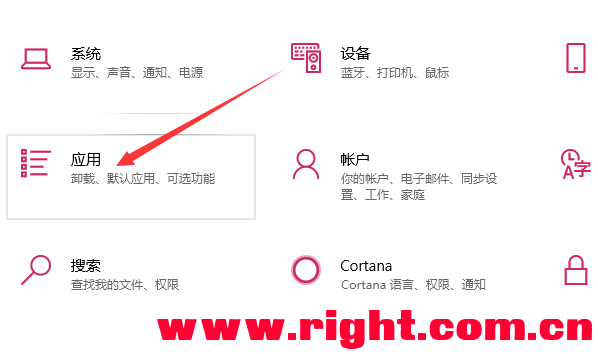 系统
显示、声音、通知、电源
设备
蓝牙、打印机、鼠标
应用
卸载、默认应用、可选功能
帐户
你的帐户、电子邮件、同步设
置、工作、家庭
A字
搜索
查找我的文件、权限
Cortana
Cortana 语言、权限、通知
www.right.com.cn